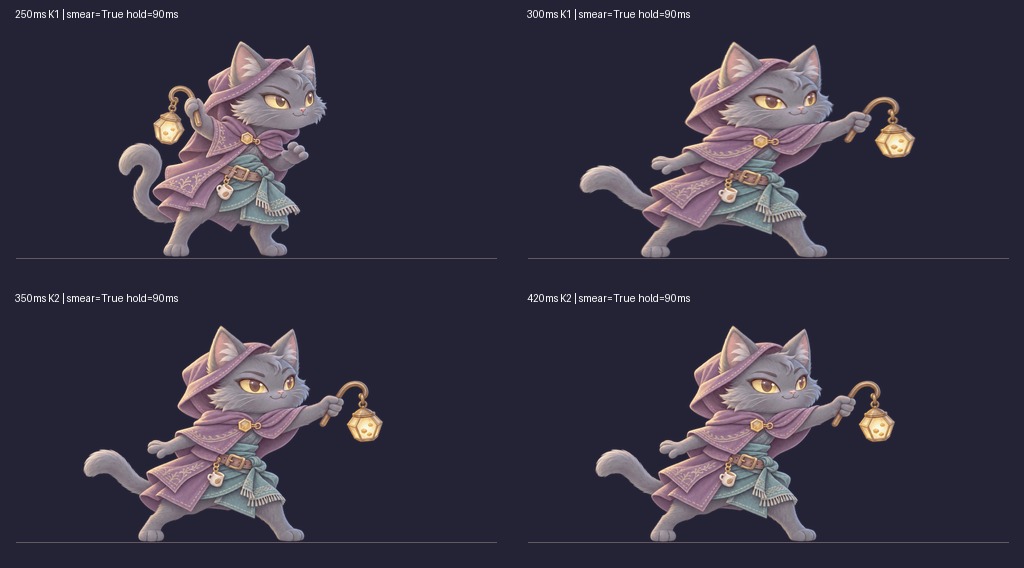 250ms K1 | smear=True hold=90ms
300ms K1 | smear=True hold=90ms
350ms K2 | smear=True hold=90ms
420ms K2 | smear=True hold=90ms